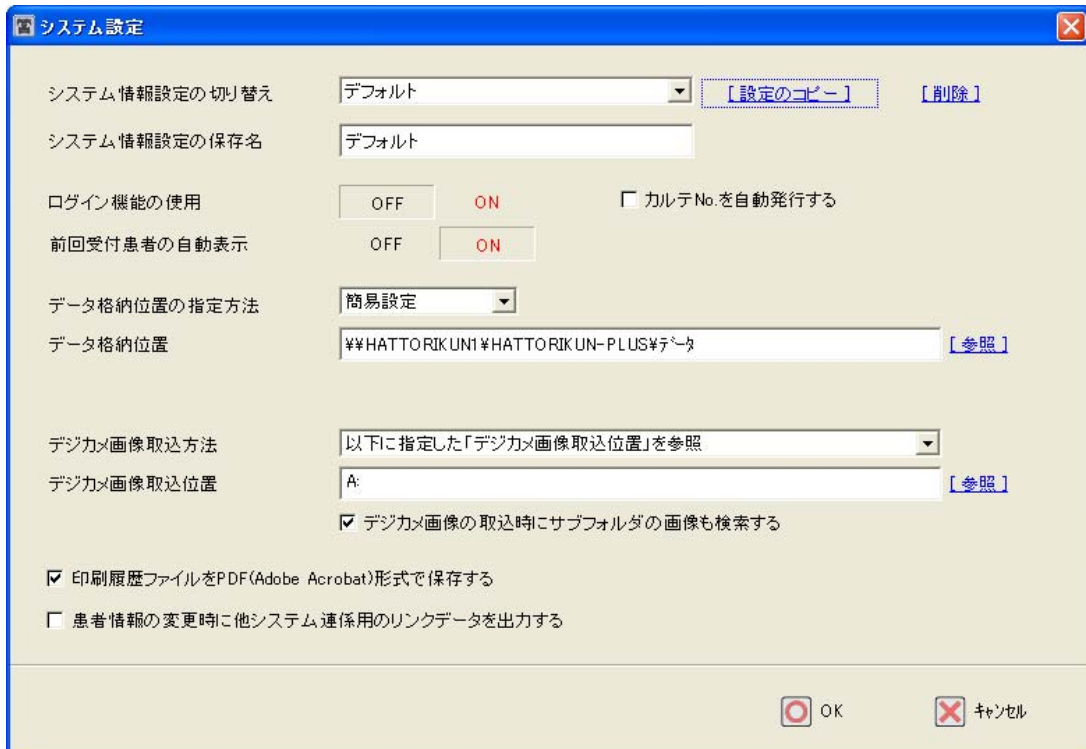 システム設定
システム情報設定の切り替え デフォルト [設定のコピー] [削除]
システム情報設定の保存名 デフォルト
ログイン機能の使用 OFF ON カルテNo.を自動発行する
前回受付患者の自動表示 OFF ON
データ格納位置の指定方法 簡易設定
データ格納位置 ¥¥HATTORIKUN1¥HATTORIKUN-PLUS¥ﾃﾞｰﾀ [参照]
デジカメ画像取込方法 以下に指定した「デジカメ画像取込位置」を参照
デジカメ画像取込位置 A: [参照]
デジカメ画像の取込時にサブフォルダの画像も検索する
印刷履歴ファイルをPDF(Adobe Acrobat)形式で保存する
患者情報の変更時に他システム連係用のリンクデータを出力する
OK ｷｬﾝｾﾙ